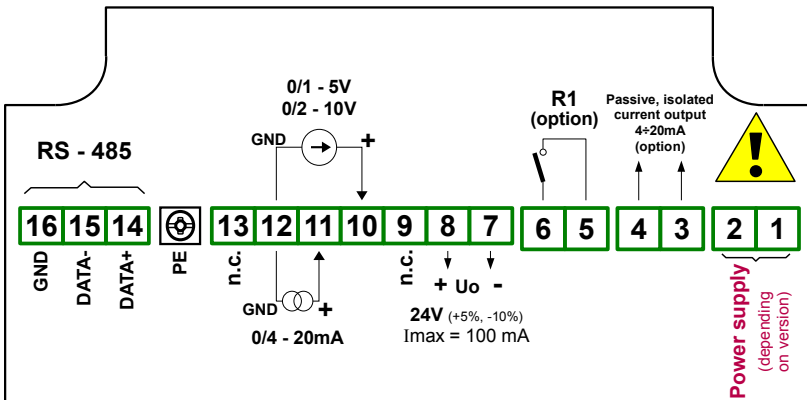 0/1 - 5V
0/2 - 10V
GND
+
R1
(option)
Passive, isolated
current output
4÷20mA
(option)
!
RS - 485
16 15 14 PE 13 12 11 10 9 8 7 6 5 4 3 2 1
GND
DATA-
DATA+
n.c.
n.c.
GND
+
0/4 - 20mA
+ Uo -
24V (+5%, -10%)
Imax = 100 mA
Power supply
(depending
on version)